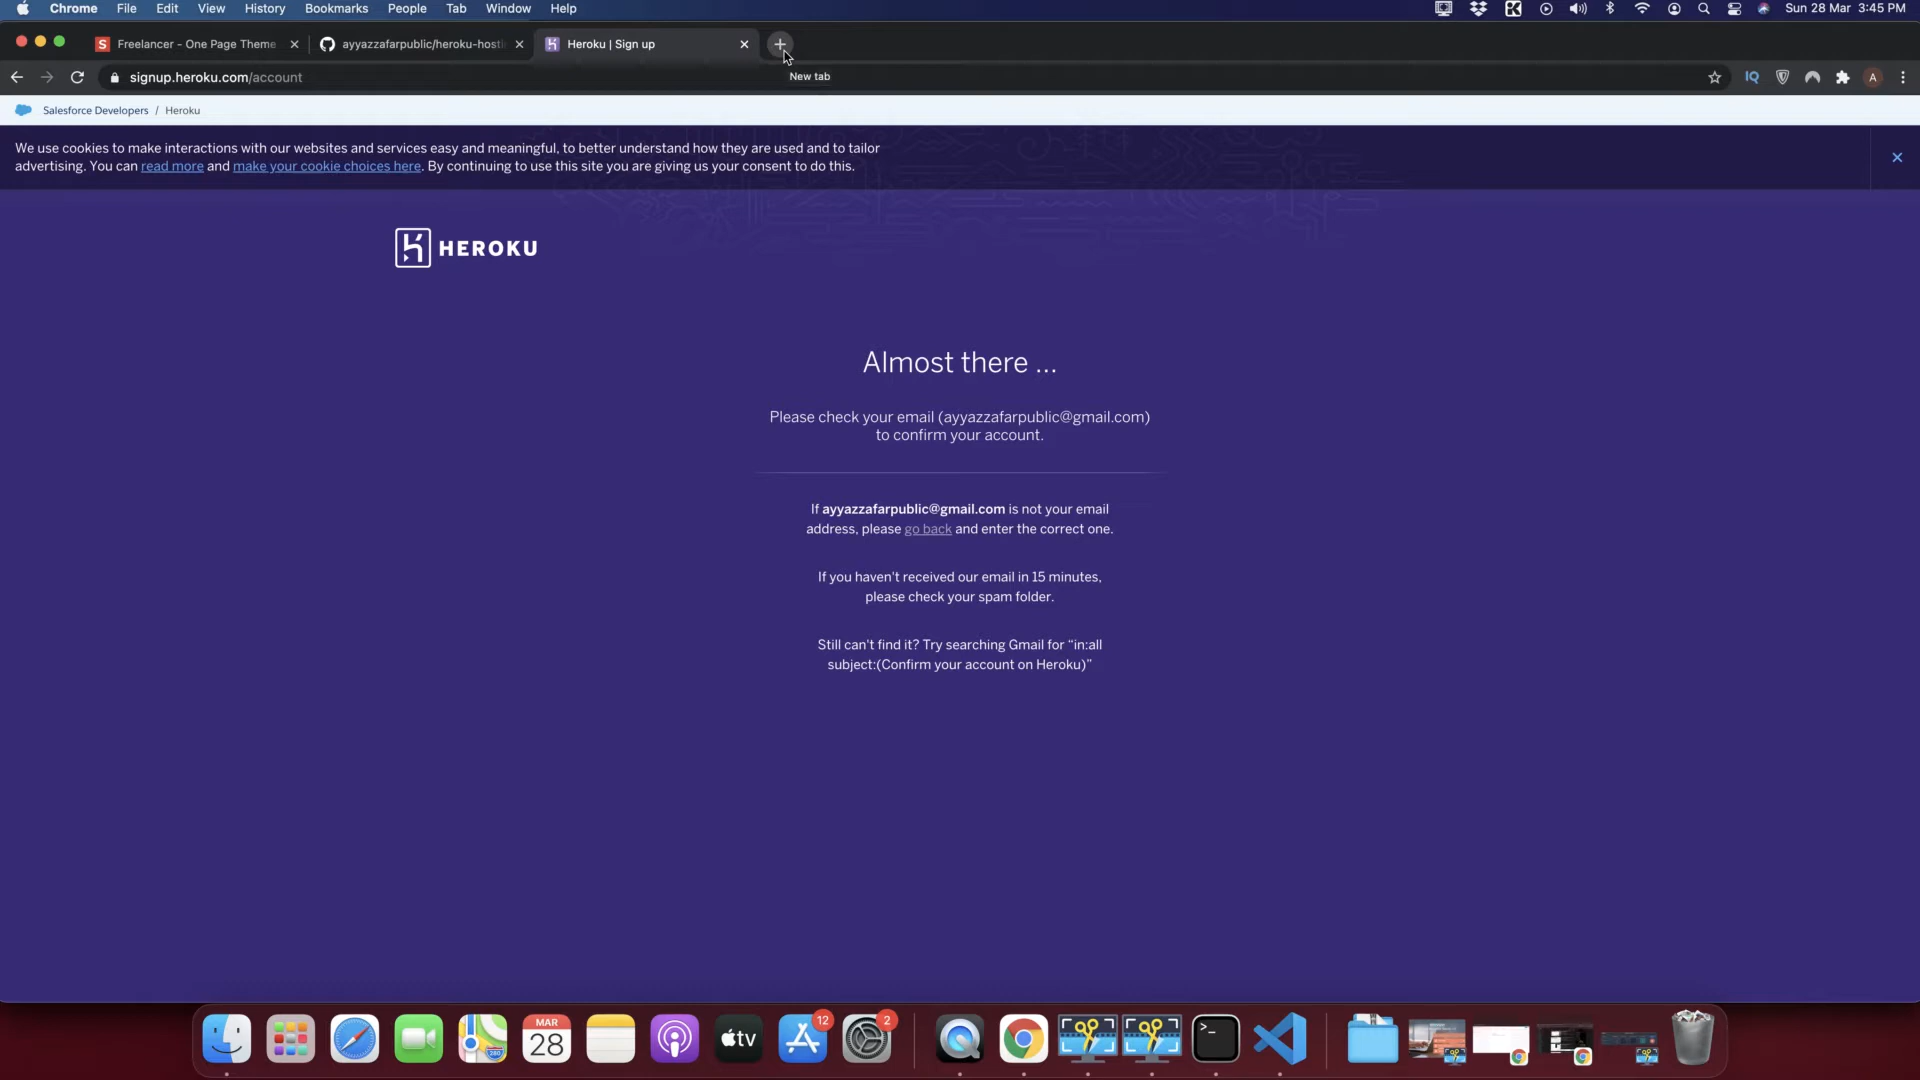 Chrome File Edit View History Bookmarks People Tab Window Help Sun 28 Mar 3:45 PM
Freelancer - One Page Theme ayyazzafarpublic/heroku-hosti Heroku | Sign up
signup.heroku.com/account
New tab
Salesforce Developers / Heroku
We use cookies to make interactions with our websites and services easy and meaningful, to better understand how they are used and to tailor
advertising. You can read more and make your cookie choices here. By continuing to use this site you are giving us your consent to do this.
HEROKU
Almost there ...
Please check your email (ayyazzafarpublic@gmail.com)
to confirm your account.
If ayyazzafarpublic@gmail.com is not your email
address, please go back and enter the correct one.
If you haven't received our email in 15 minutes,
please check your spam folder.
Still can't find it? Try searching Gmail for “in:all
subject:(Confirm your account on Heroku)”
MAR
28
tv
12
2